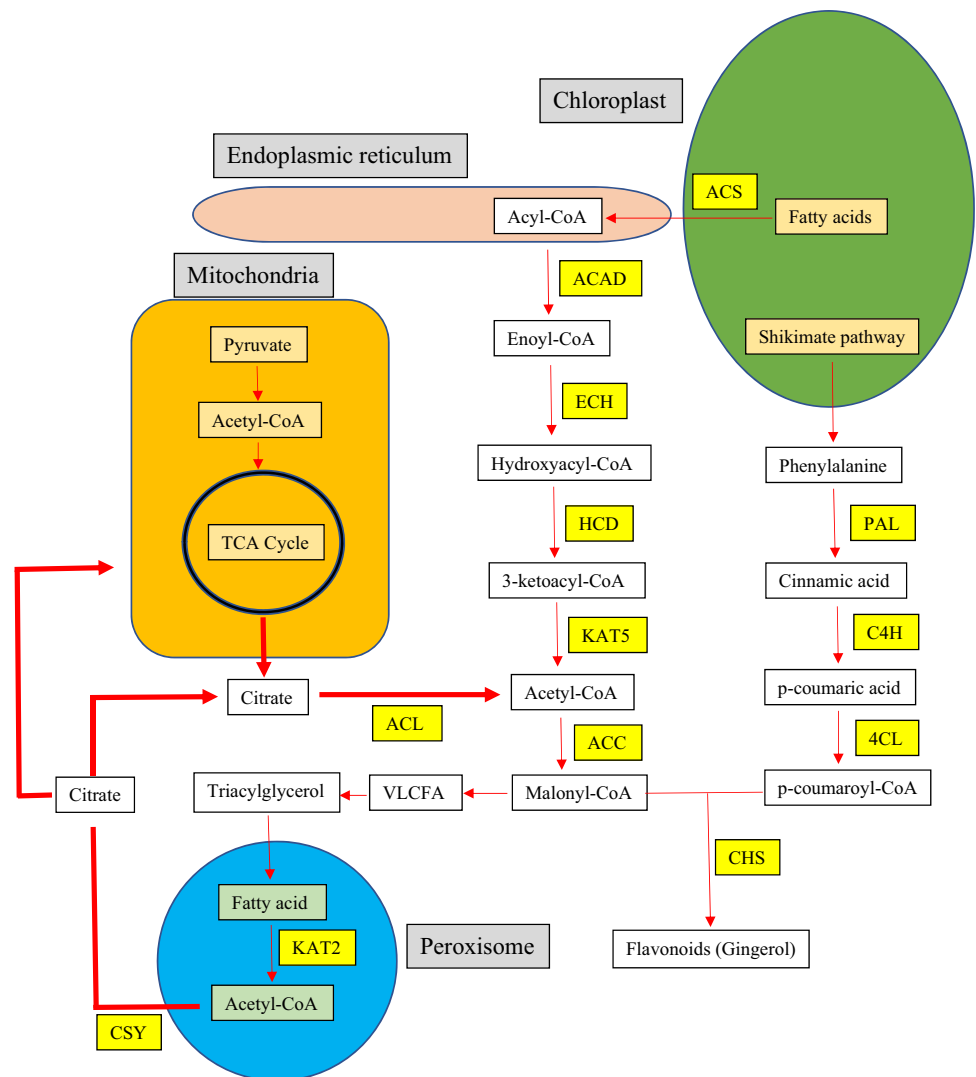 Chloroplast
Endoplasmic reticulum
ACS
Acyl-CoA
Fatty acids
Mitochondria
ACAD
Pyruvate
Enoyl-CoA
Shikimate pathway
ECH
Acetyl-CoA
Hydroxyacyl-CoA
Phenylalanine
HCD
PAL
TCA Cycle
3-ketoacyl-CoA
Cinnamic acid
KAT5
C4H
Citrate
Acetyl-CoA
p-coumaric acid
ACL
ACC
4CL
Citrate
Triacylglycerol
VLCFA
Malonyl-CoA
p-coumaroyl-CoA
CHS
Fatty acid
KAT2
Peroxisome
Flavonoids (Gingerol)
Acetyl-CoA
CSY